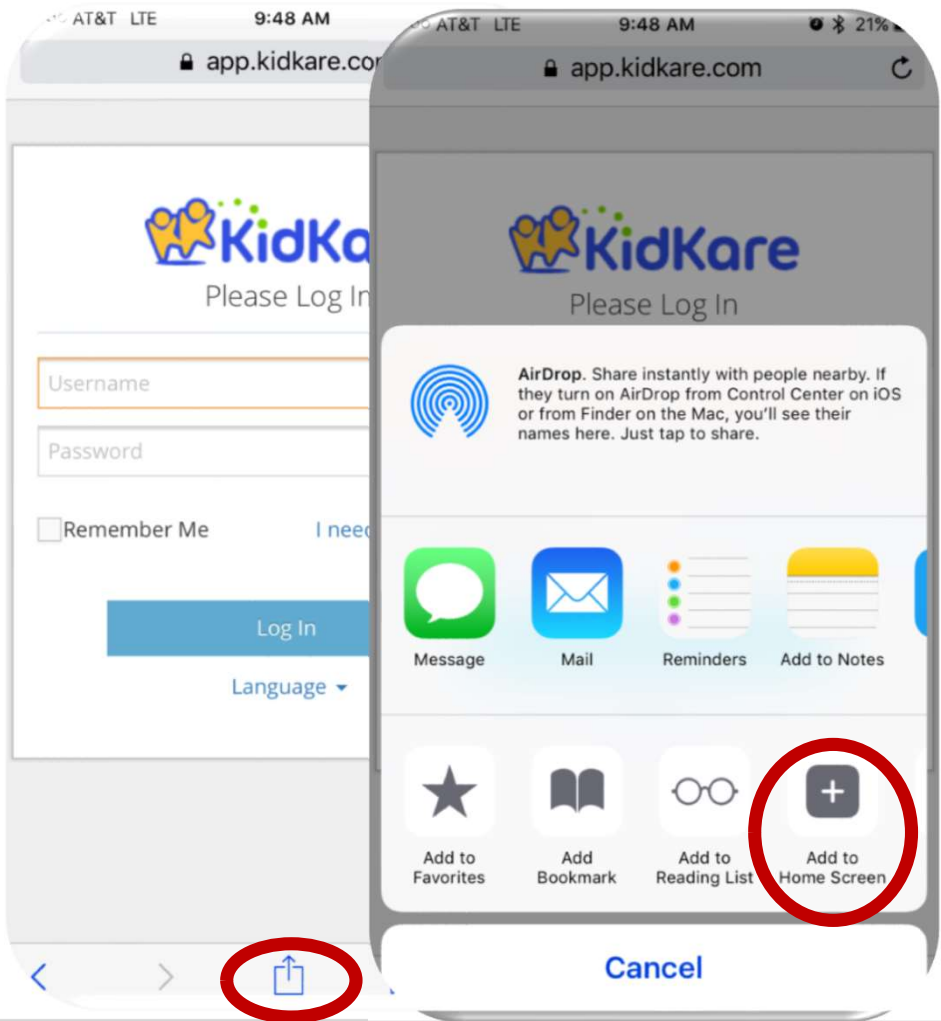 AT&T LTE
9:48 AM
app.kidkare.co
KidKa
Please Log In
Username
Password
Remember Me
I need
Log In
Language
AT&T LTE
9:48 AM
21%
app.kidkare.com
KidKare
Please Log In
AirDrop. Share instantly with people nearby. If
they turn on AirDrop from Control Center on iOS
or from Finder on the Mac, you'll see their
names here. Just tap to share.
Message
Mail
Reminders
Add to Notes
Add to
Favorites
Add
Bookmark
Add to
Reading List
Add to
Home Screen
Cancel